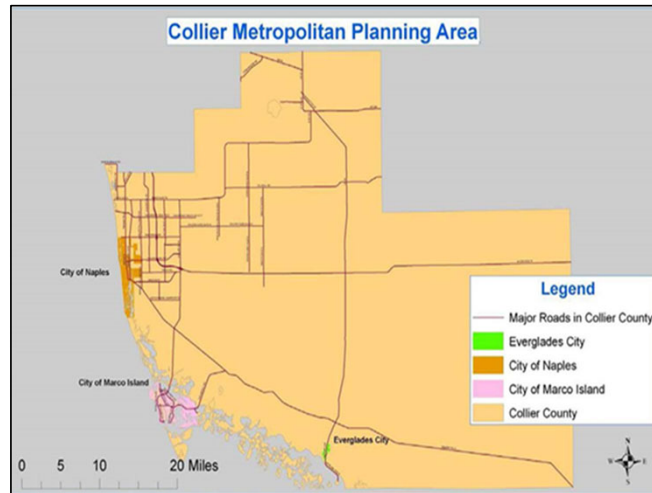 Collier Metropolitan Planning Area
City of Naples
Legend
Major Roads in Collier County
Everglades City
City of Naples
City of Marco Island
Collier County
City of Marco Island
Everglades City
0 5 10 20 Miles
N
W E
S